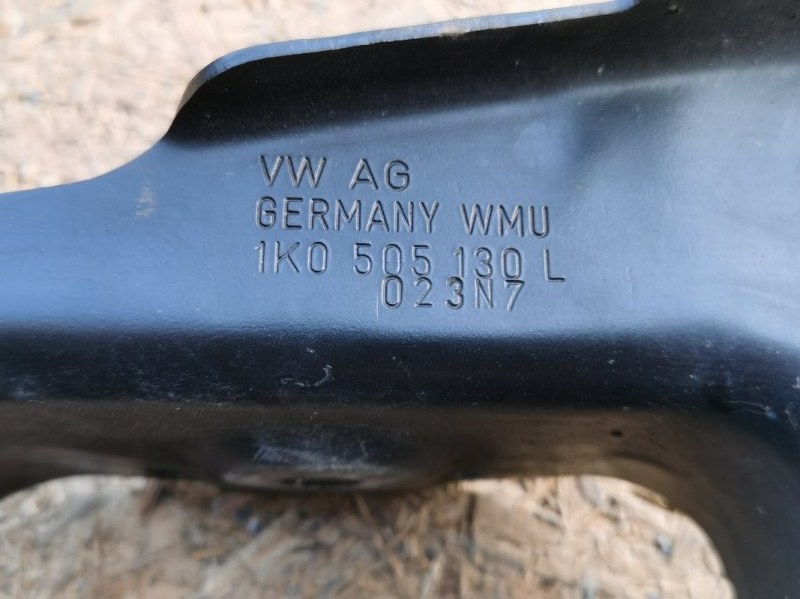 VW AG
GERMANY WMU
1K0 505 130 L
023N7